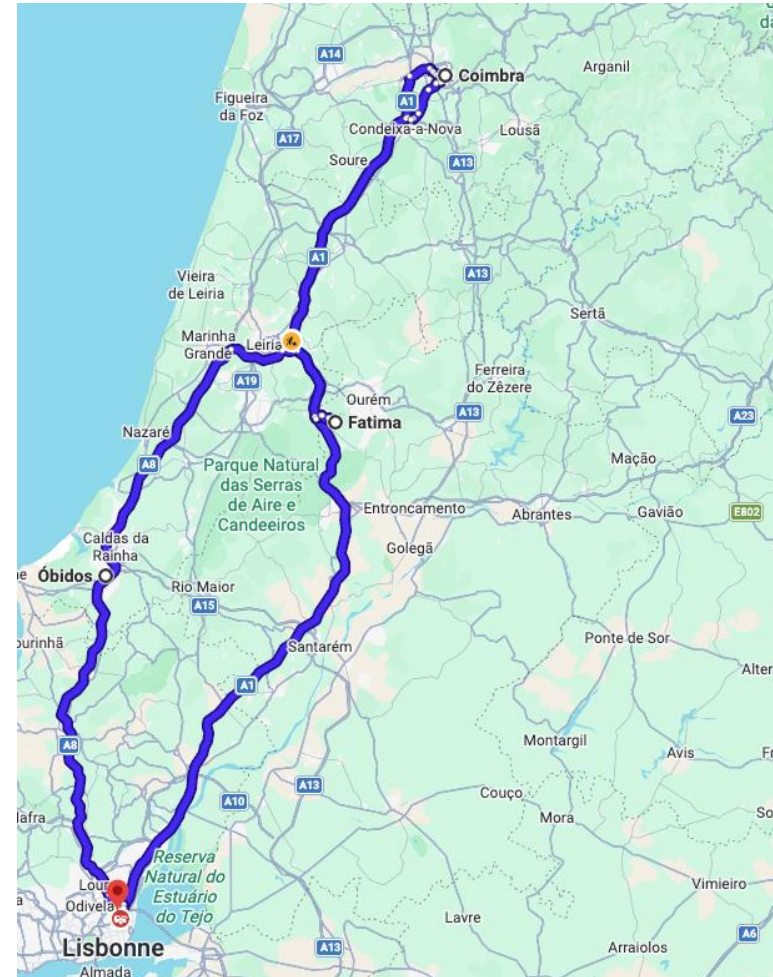 A14
Coimbra
Arganil
Figueira
da Foz
A1
Condeixa-a-Nova
Lousã
A17
Soure
A13
A1
A13
Vieira
de Leiria
Sertã
Marinha
Grande
Leiria
A19
Ferreira
do Zêzere
Ourém
Fatima
A13
A23
Nazaré
A8
Parque Natural
das Serras
de Aire e
Candeeiros
Mação
Entroncamento
Abrantes
Gavião
E802
Golegã
Caldas da
Rainha
Óbidos
Rio Maior
A15
Santarém
Ponte de Sor
A1
Alter
A8
Montargil
Avis
A13
A10
Couço
Mora
Reserva
Natural do
Estuário
do Tejo
Vimieiro
Lavre
A6
Lisbonne
A13
Arraiolos
Almada